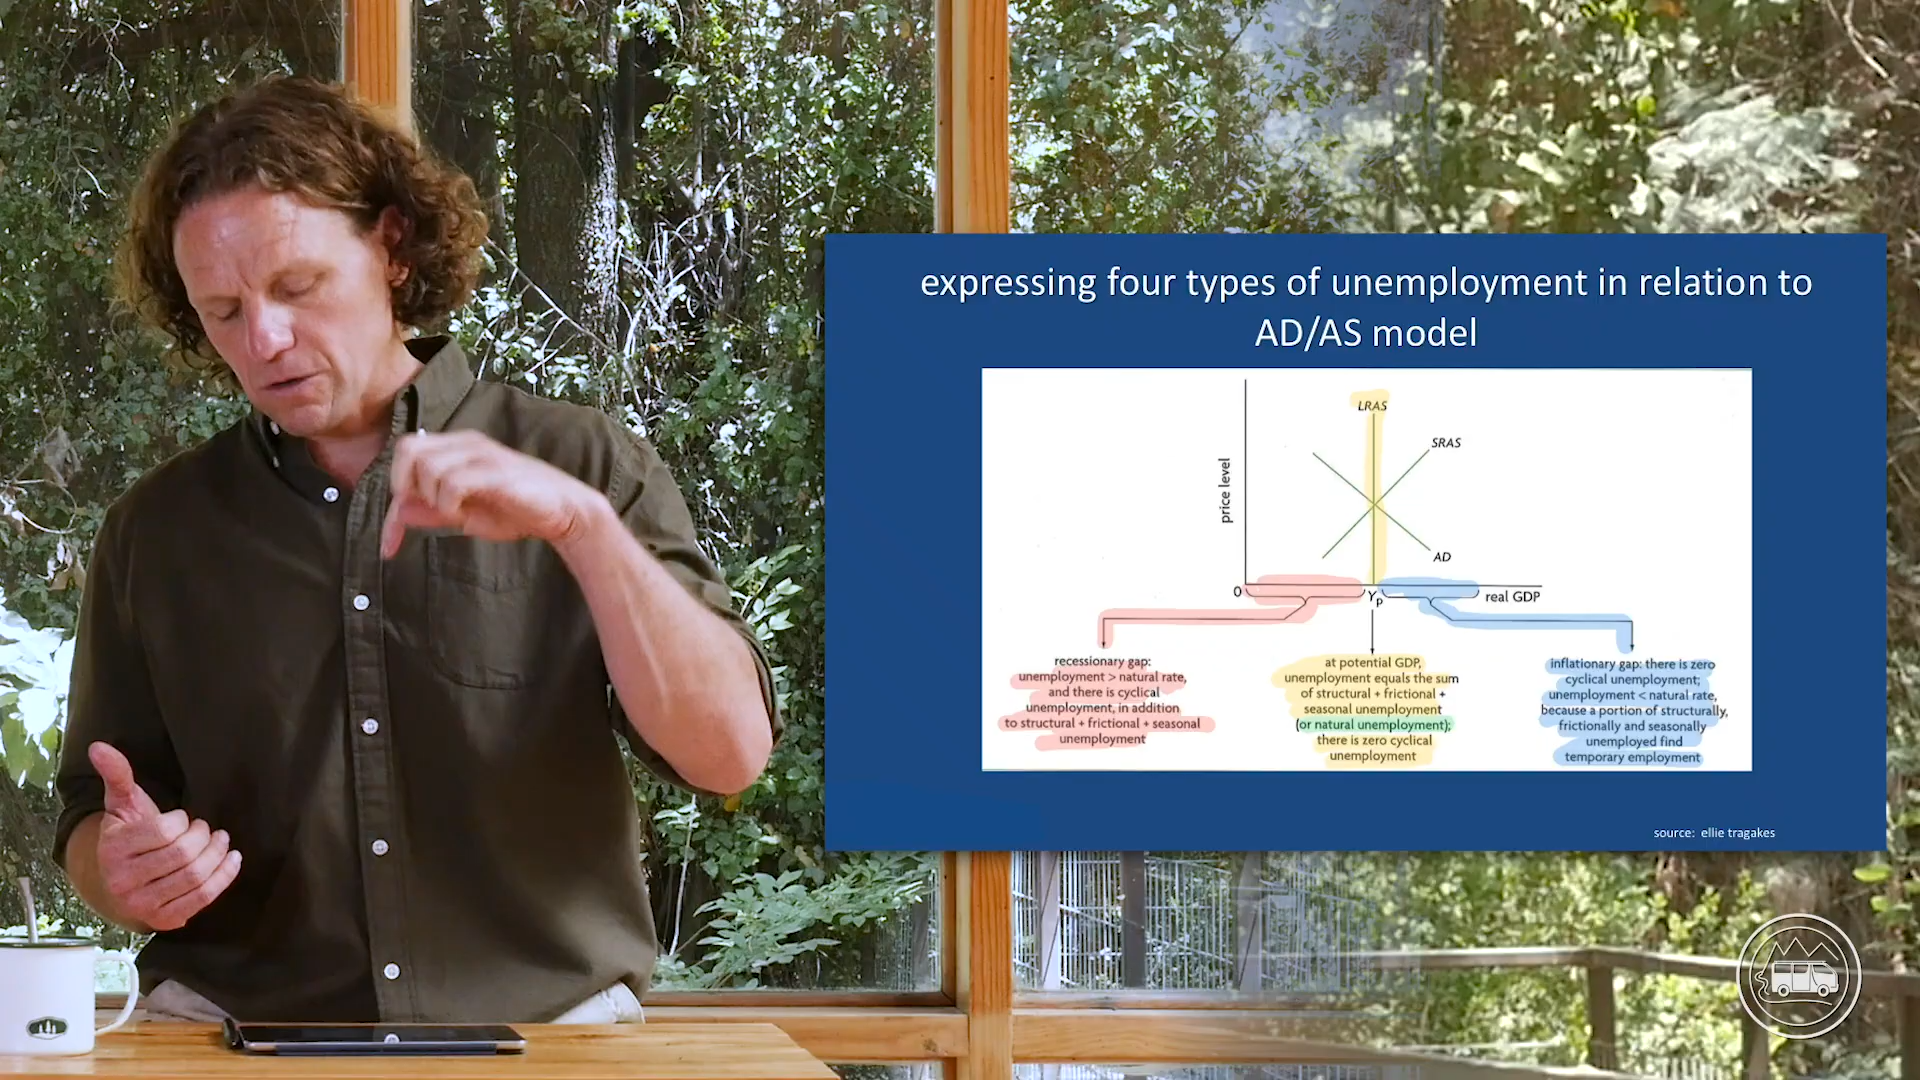 expressing four types of unemployment in relation to
AD/AS model
LRAS
SRAS
price level
AD
0
Yp
real GDP
recessionary gap:
unemployment > natural rate,
and there is cyclical
unemployment, in addition
to structural + frictional + seasonal
unemployment
at potential GDP,
unemployment equals the sum
of structural + frictional +
seasonal unemployment
(or natural unemployment);
there is zero cyclical
unemployment
inflationary gap: there is zero
cyclical unemployment;
unemployment < natural rate,
because a portion of structurally,
frictionally and seasonally
unemployed find
temporary employment
source: ellie tragakes